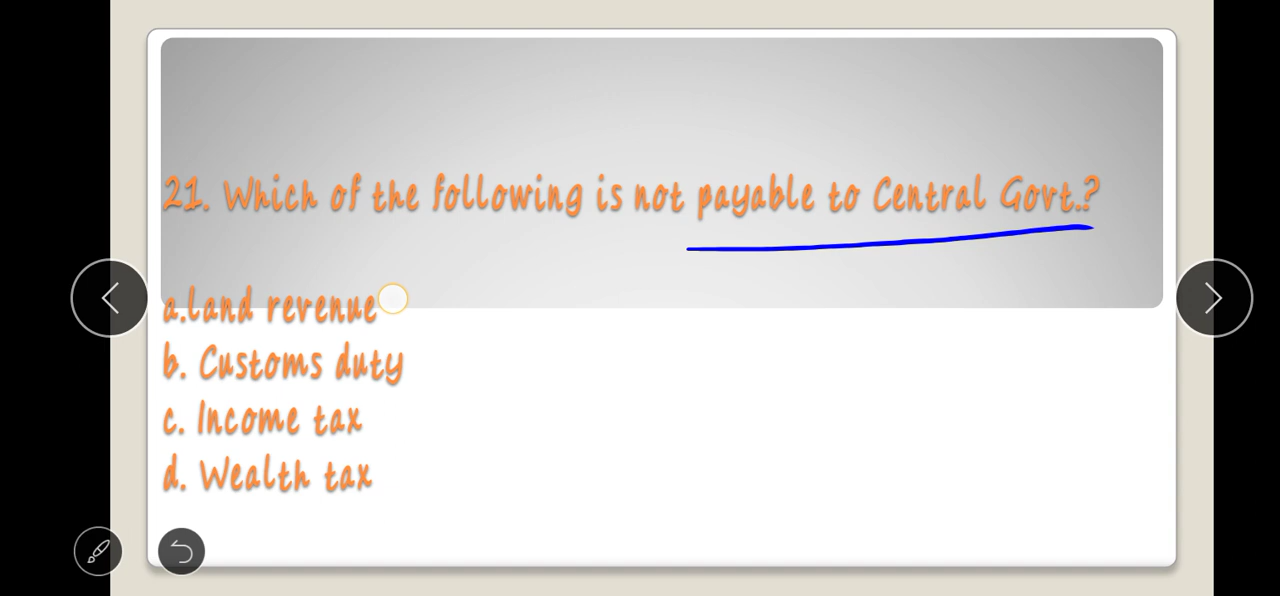 21. Which of the following is not payable to Central Govt.?
a.land revenue
b. Customs duty
c. Income tax
d. Wealth tax